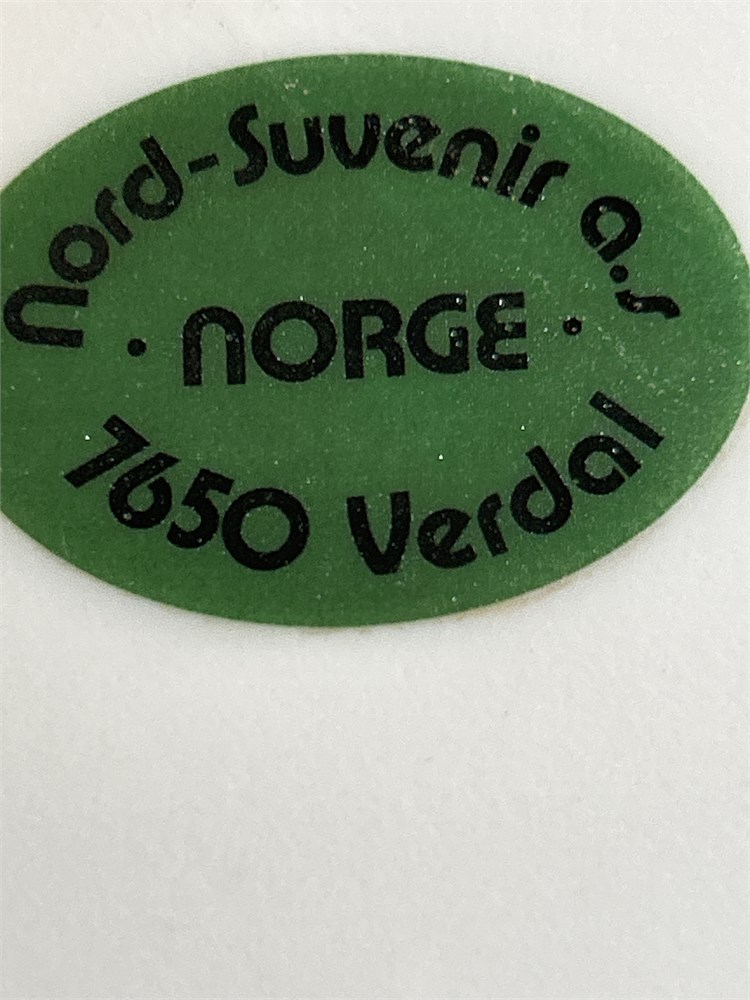 Nord-Suvenir a.s
· NORGE ·
7650 Verdal